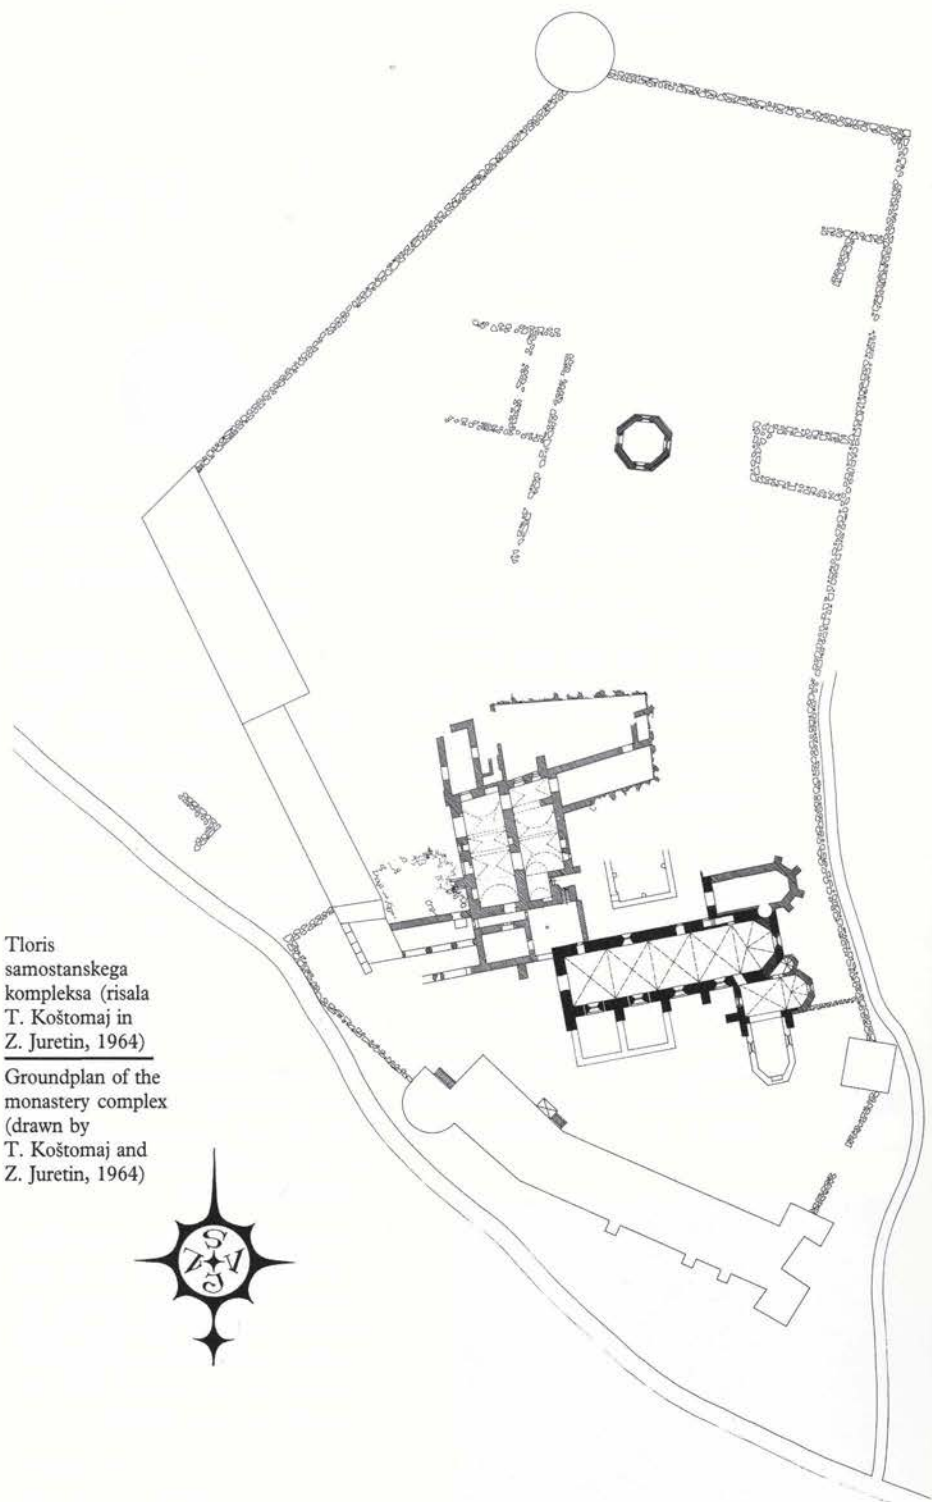 Tloris
samostanskega
kompleksa (risala
T. Koštomaj in
Z. Juretin, 1964)
Groundplan of the
monastery complex
(drawn by
T. Koštomaj and
Z. Juretin, 1964)
S
Z V
J